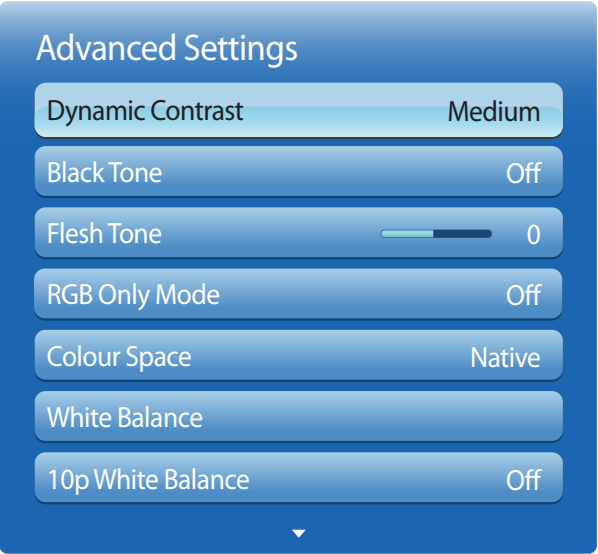 Advanced Settings
Dynamic Contrast Medium
Black Tone Off
Flesh Tone 0
RGB Only Mode Off
Colour Space Native
White Balance
10p White Balance Off